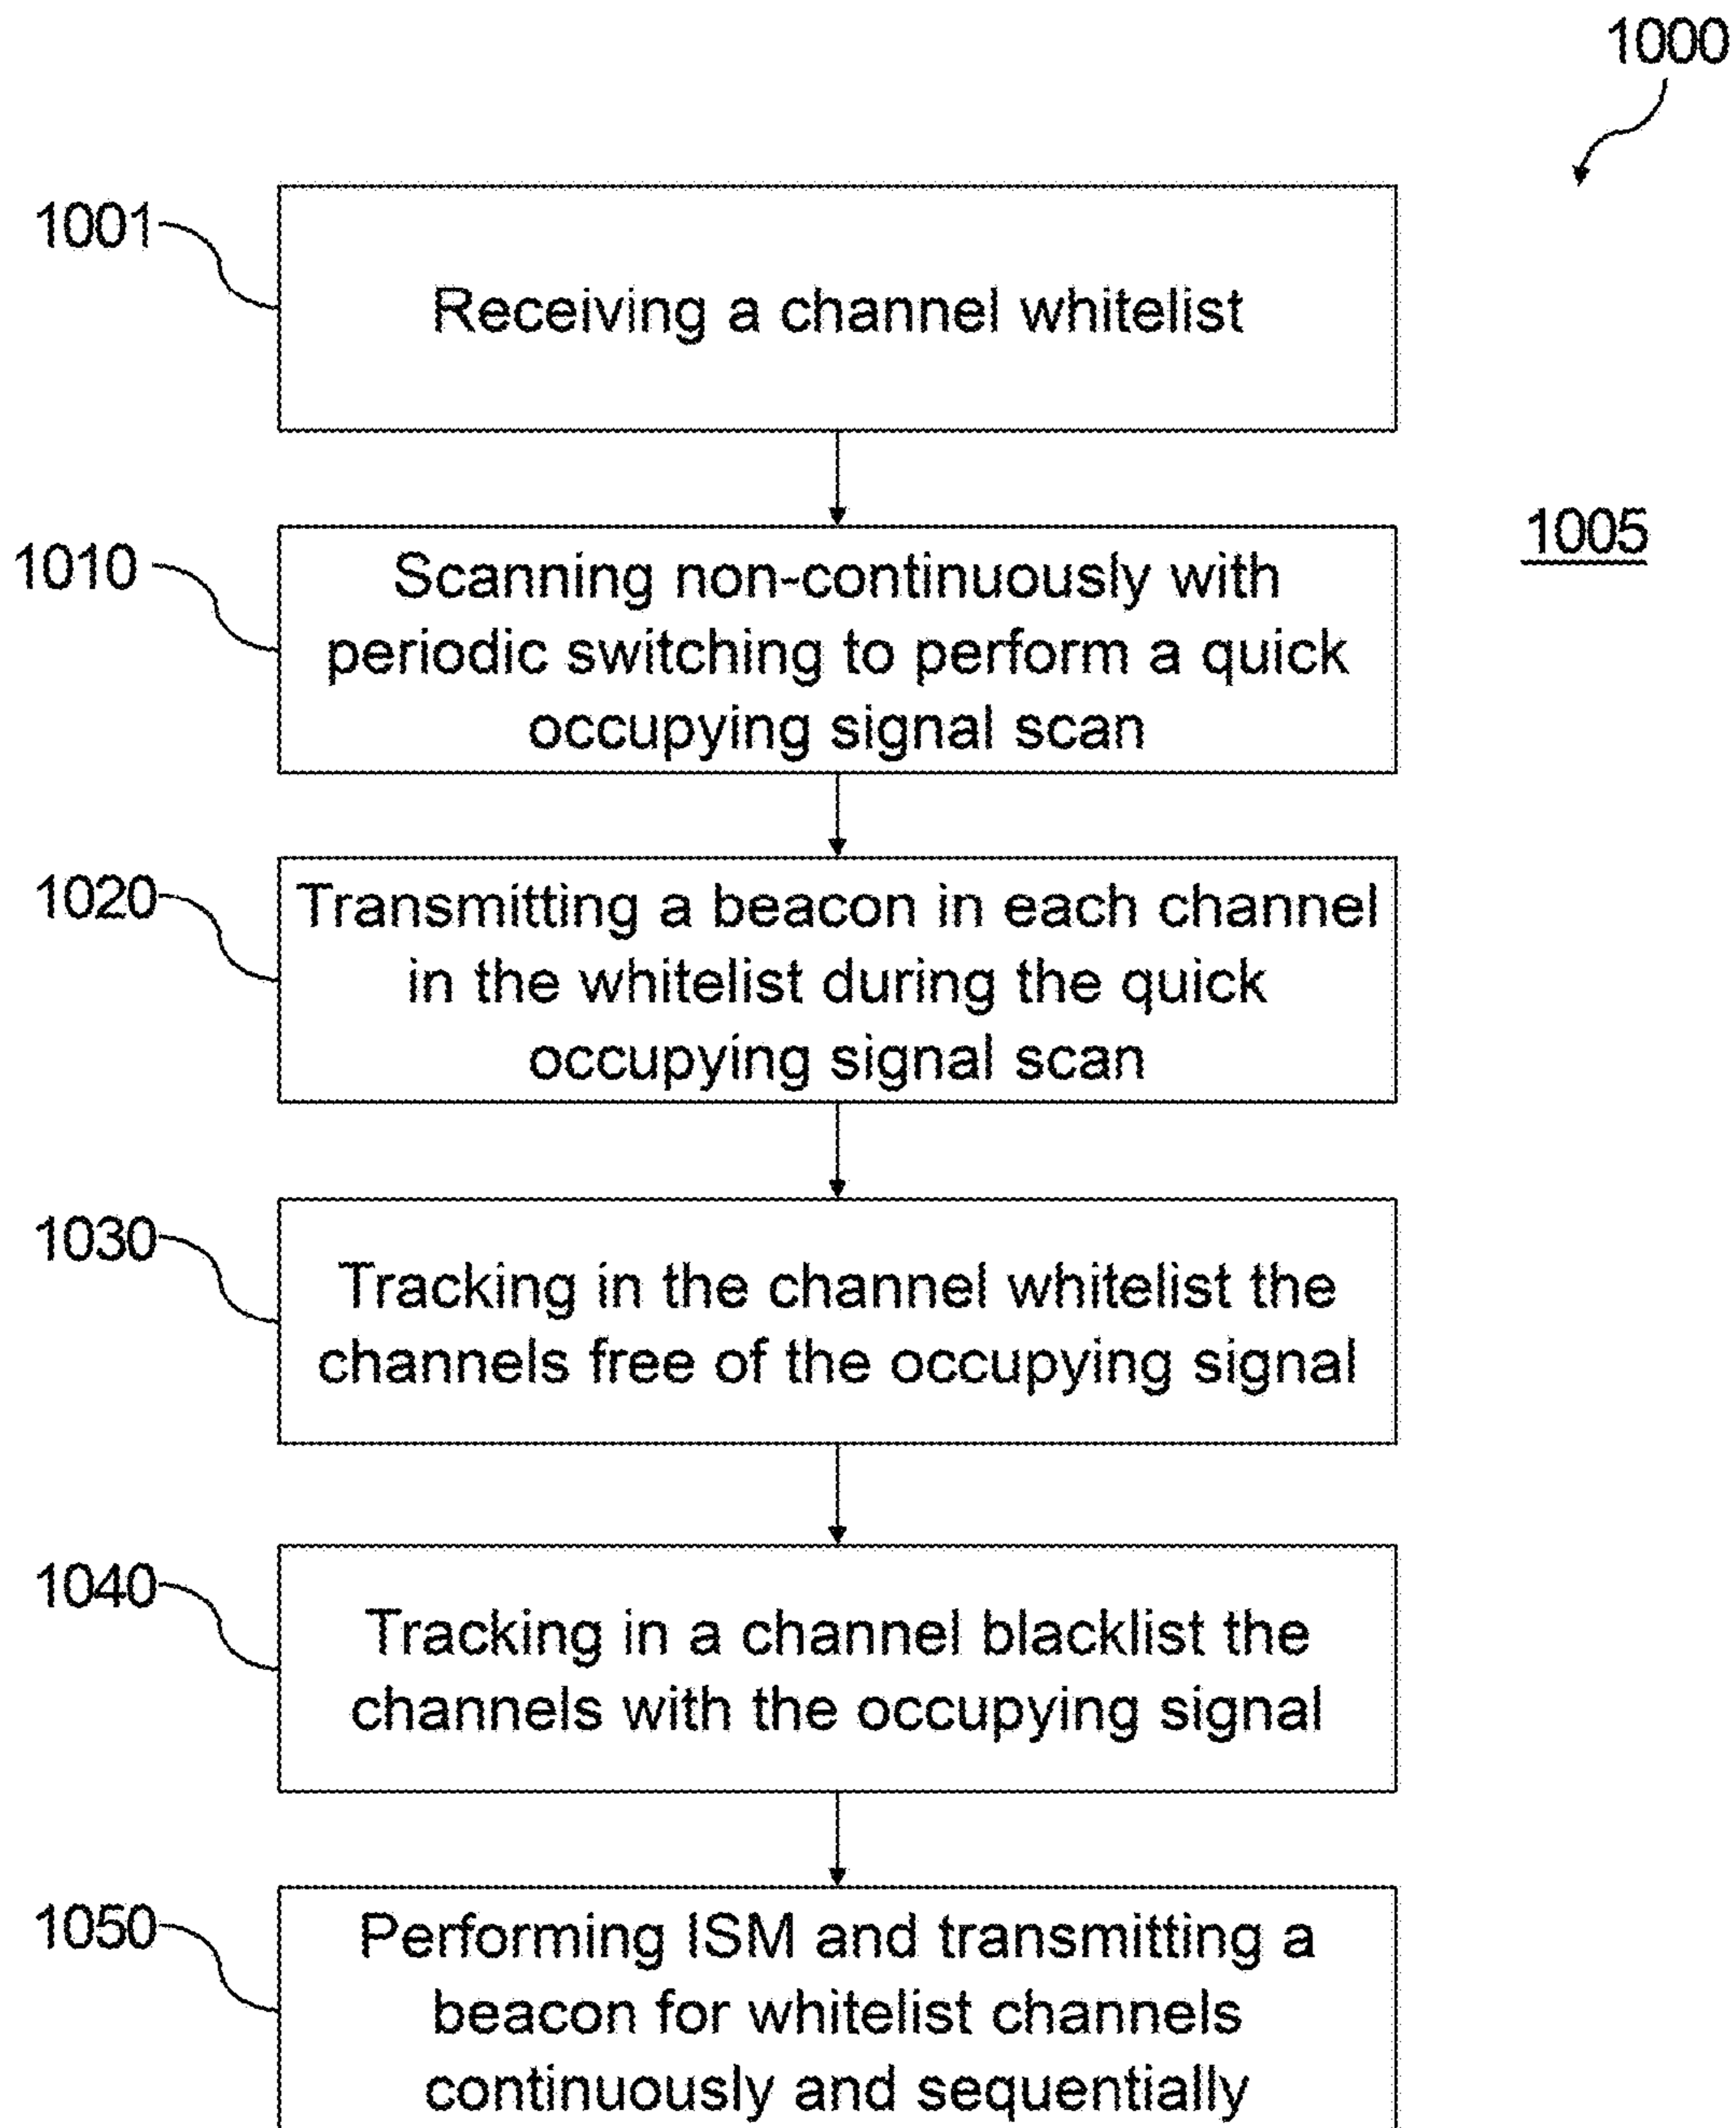 1000
1001
Receiving a channel whitelist
1005
1010
Scanning non-continuously with
periodic switching to perform a quick
occupying signal scan
1020
Transmitting a beacon in each channel
in the whitelist during the quick
occupying signal scan
1030
Tracking in the channel whitelist the
channels free of the occupying signal
1040
Tracking in a channel blacklist the
channels with the occupying signal
1050
Performing ISM and transmitting a
beacon for whitelist channels
continuously and sequentially